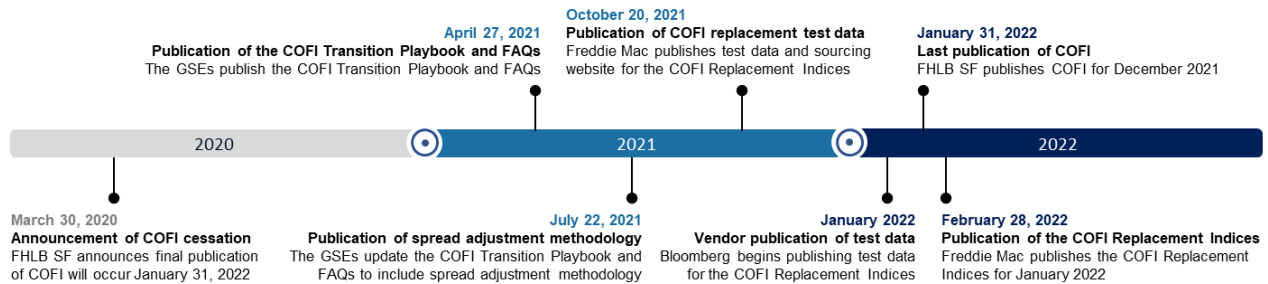 October 20, 2021
April 27, 2021
Publication of COFI replacement test data
January 31, 2022
Publication of the COFI Transition Playbook and FAQs
Freddie Mac publishes test data and sourcing
Last publication of COFI
The GSEs publish the COFI Transition Playbook and FAQs
website for the COFI Replacement Indices
FHLB SF publishes COFI for December 2021
2020
2021
2022
March 30, 2020
Announcement of COFI cessation
FHLB SF announces final publication
of COFI will occur January 31, 2022
July 22, 2021
Publication of spread adjustment methodology
The GSEs update the COFI Transition Playbook and
FAQs to include spread adjustment methodology
January 2022
Vendor publication of test data
Bloomberg begins publishing test data
for the COFI Replacement Indices
February 28, 2022
Publication of the COFI Replacement Indices
Freddie Mac publishes the COFI Replacement
Indices for January 2022